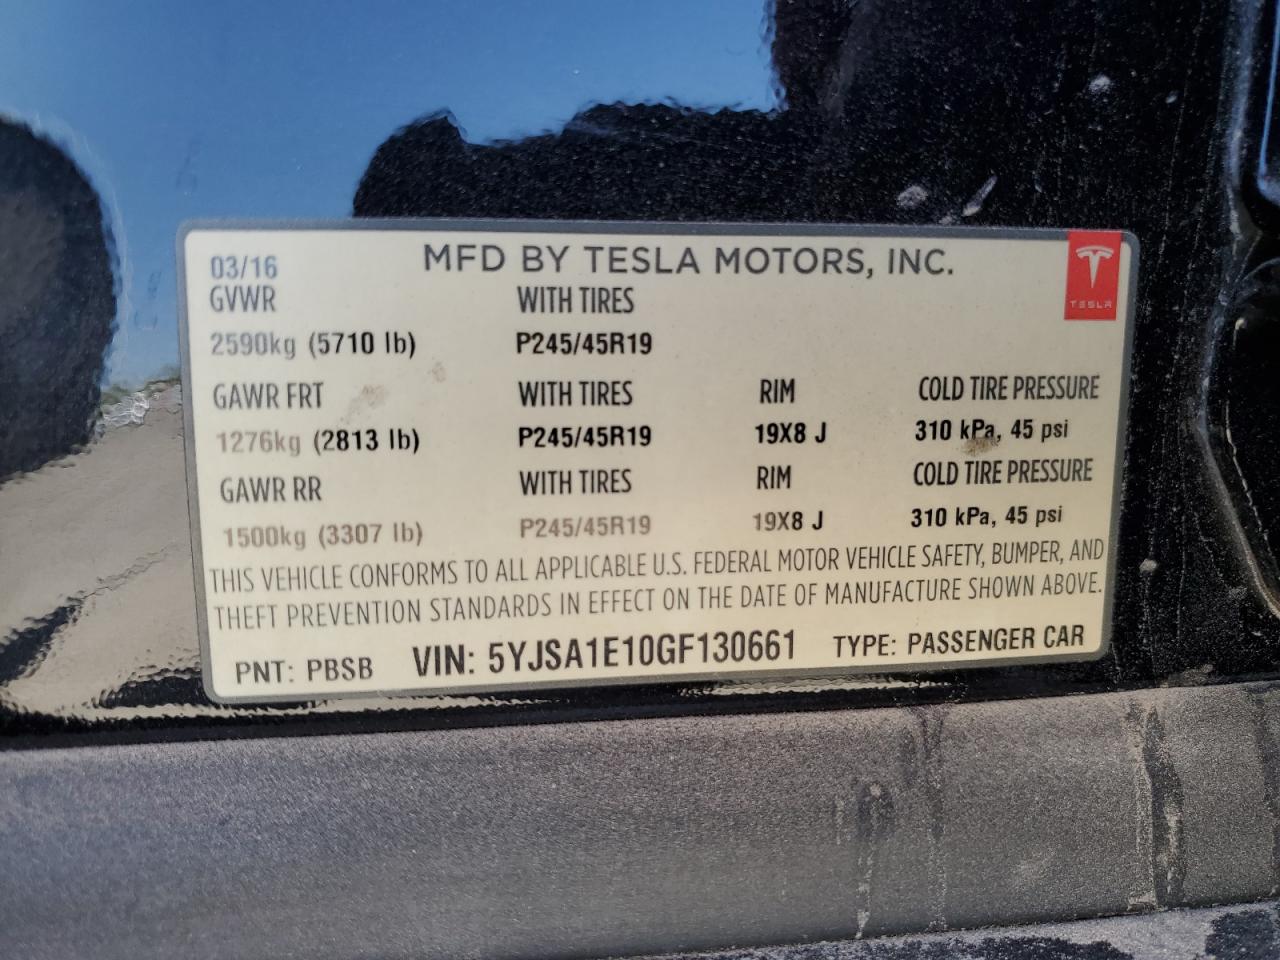 03/16 MFD BY TESLA MOTORS, INC.
TESLA
GVWR WITH TIRES
2590kg (5710 lb) P245/45R19
GAWR FRT WITH TIRES RIM COLD TIRE PRESSURE
1276kg (2813 lb) P245/45R19 19X8 J 310 kPa, 45 psi
GAWR RR WITH TIRES RIM COLD TIRE PRESSURE
1500kg (3307 lb) P245/45R19 19X8 J 310 kPa, 45 psi
THIS VEHICLE CONFORMS TO ALL APPLICABLE U.S. FEDERAL MOTOR VEHICLE SAFETY, BUMPER, AND
THEFT PREVENTION STANDARDS IN EFFECT ON THE DATE OF MANUFACTURE SHOWN ABOVE.
PNT: PBSB VIN: 5YJSA1E10GF130661 TYPE: PASSENGER CAR